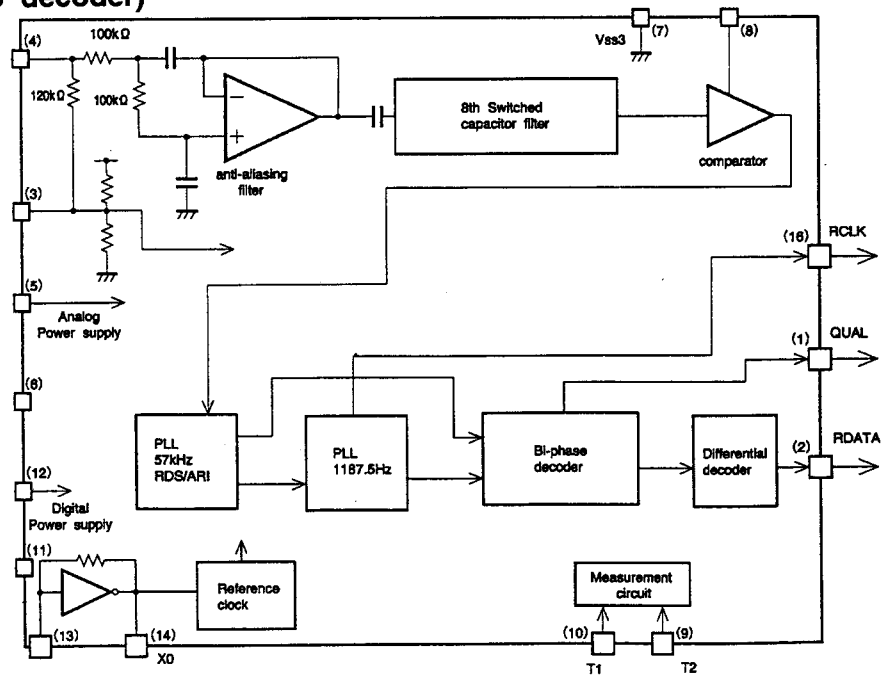 decoder)
(4)
100kΩ
120kΩ
100kΩ
anti-aliasing
filter
8th Switched
capacitor filter
Vss3
(7)
(8)
comparator
(3)
(5)
Analog
Power supply
(6)
(12)
Digital
Power supply
(16)
RCLK
(1)
QUAL
(2)
RDATA
PLL
57kHz
RDS/ARI
PLL
1187.5Hz
Bi-phase
decoder
Differential
decoder
(11)
(13)
(14)
X0
Reference
clock
Measurement
circuit
(10)
T1
(9)
T2